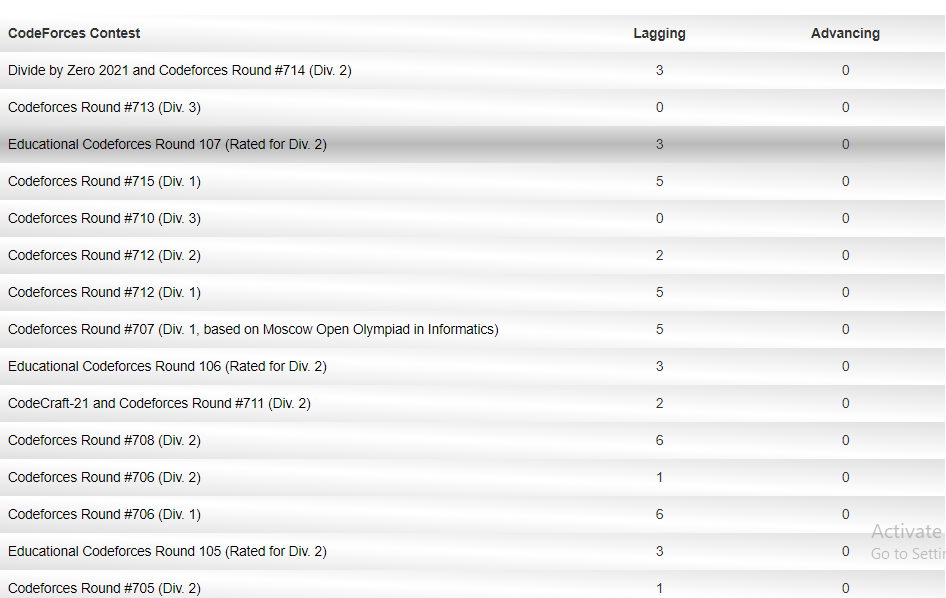 CodeForces Contest Lagging Advancing
Divide by Zero 2021 and Codeforces Round #714 (Div. 2) 3 0
Codeforces Round #713 (Div. 3) 0 0
Educational Codeforces Round 107 (Rated for Div. 2) 3 0
Codeforces Round #715 (Div. 1) 5 0
Codeforces Round #710 (Div. 3) 0 0
Codeforces Round #712 (Div. 2) 2 0
Codeforces Round #712 (Div. 1) 5 0
Codeforces Round #707 (Div. 1, based on Moscow Open Olympiad in Informatics) 5 0
Educational Codeforces Round 106 (Rated for Div. 2) 3 0
CodeCraft-21 and Codeforces Round #711 (Div. 2) 2 0
Codeforces Round #708 (Div. 2) 6 0
Codeforces Round #706 (Div. 2) 1 0
Codeforces Round #706 (Div. 1) 6 0
Activate
Educational Codeforces Round 105 (Rated for Div. 2) 3 0
Go to Settin
Codeforces Round #705 (Div. 2) 1 0